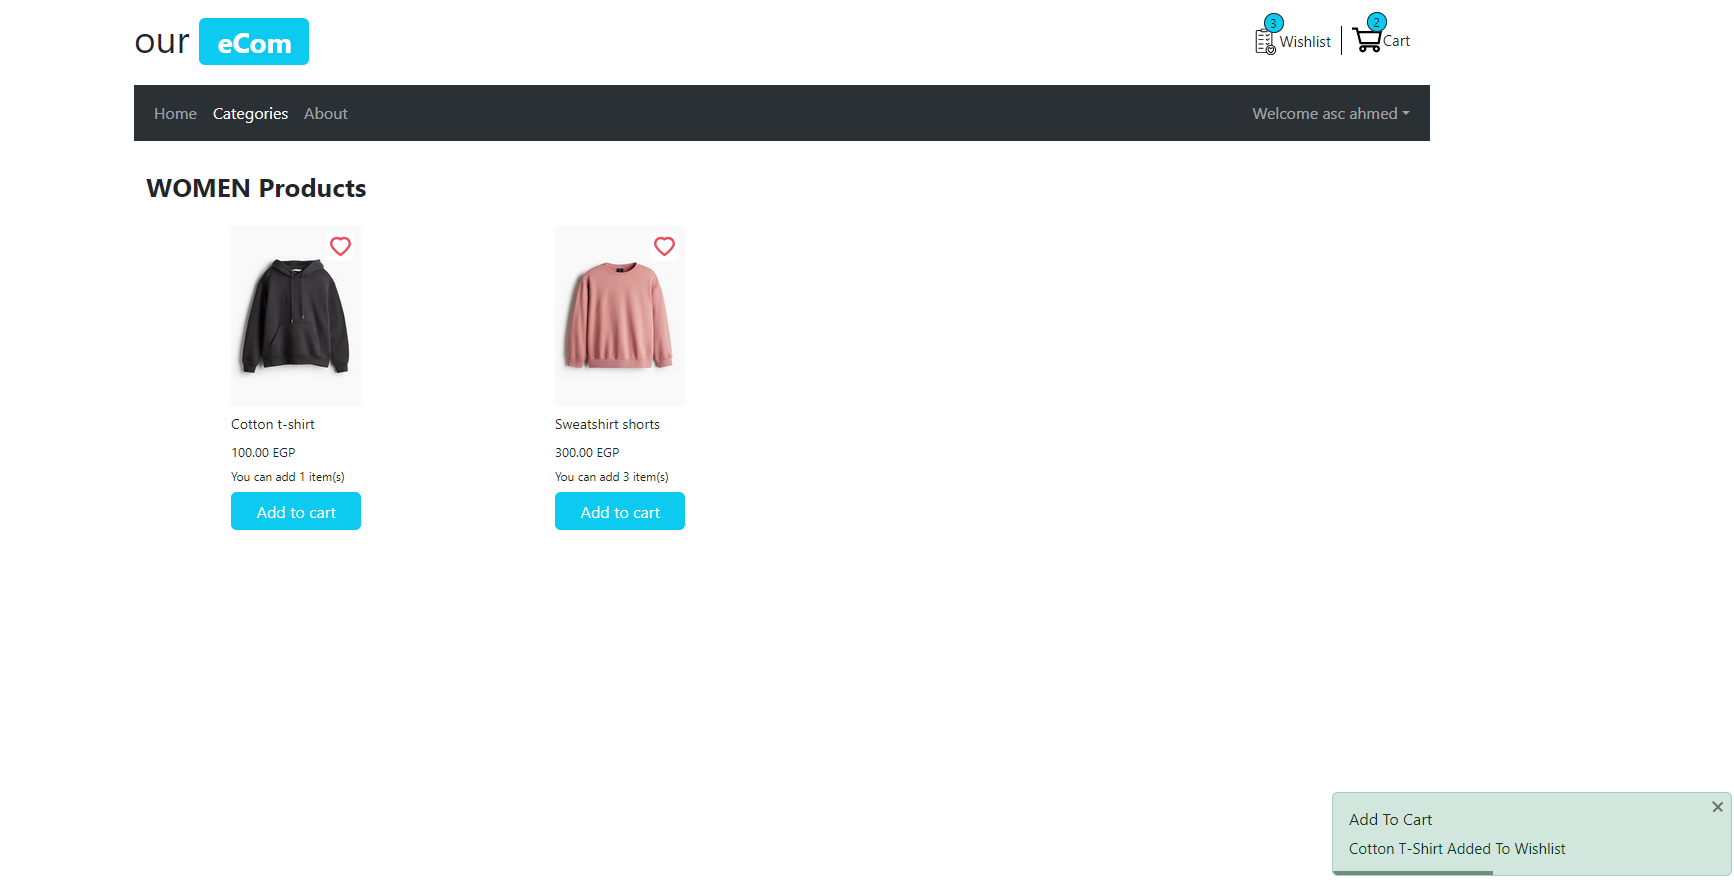 our eCom
3
Wishlist
2
Cart
Home Categories About
Welcome asc ahmed
WOMEN Products
Cotton t-shirt
100.00 EGP
You can add 1 item(s)
Add to cart
Sweatshirt shorts
300.00 EGP
You can add 3 item(s)
Add to cart
Add To Cart
Cotton T-Shirt Added To Wishlist